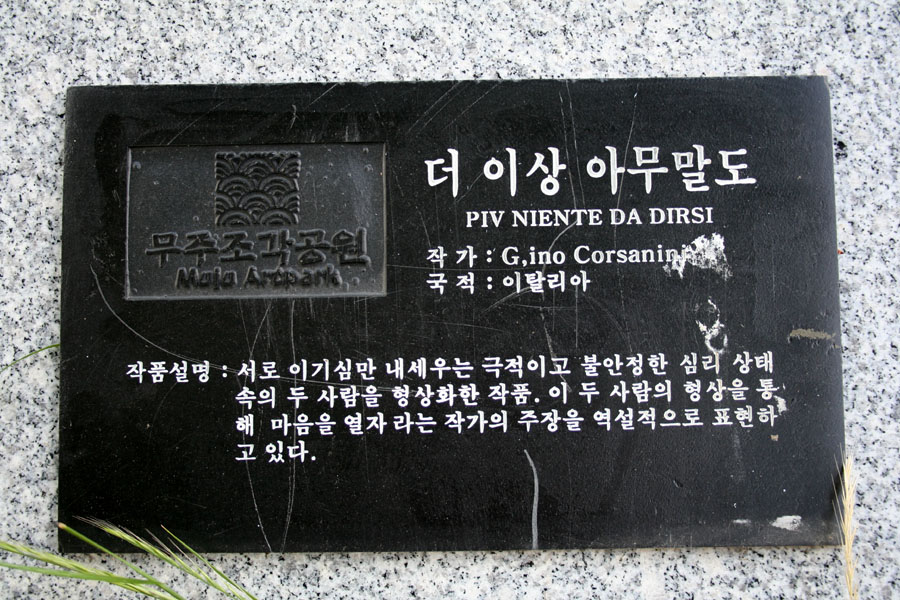 무주조각공원
Muju Artpark
더 이상 아무말도
PIV NIENTE DA DIRSI
작가 : G,ino Corsanini
국적 : 이탈리아
작품설명 : 서로 이기심만 내세우는 극적이고 불안정한 심리 상태
속의 두 사람을 형상화한 작품. 이 두 사람의 형상을 통
해 마음을 열자 라는 작가의 주장을 역설적으로 표현하
고 있다.